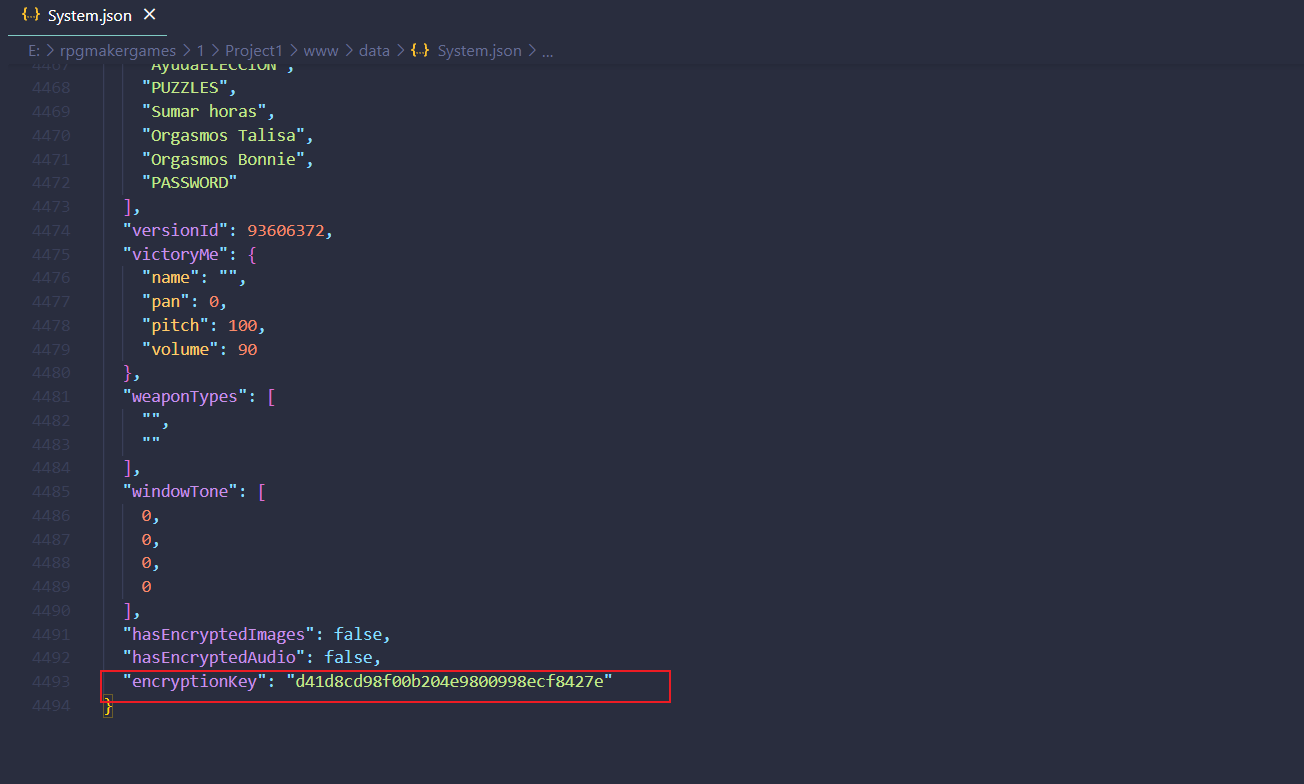 {..} System.json ×
E: > rpgmakergames > 1 > Project1 > www > data > {..} System.json > ...
4467 "AyudaELECCION",
4468 "PUZZLES",
4469 "Sumar horas",
4470 "Orgasmos Talisa",
4471 "Orgasmos Bonnie",
4472 "PASSWORD"
4473 ],
4474 "versionId": 93606372,
4475 "victoryMe": {
4476 "name": "",
4477 "pan": 0,
4478 "pitch": 100,
4479 "volume": 90
4480 },
4481 "weaponTypes": [
4482 "",
4483 ""
4484 ],
4485 "windowTone": [
4486 0,
4487 0,
4488 0,
4489 0
4490 ],
4491 "hasEncryptedImages": false,
4492 "hasEncryptedAudio": false,
4493 "encryptionKey": "d41d8cd98f00b204e9800998ecf8427e"
4494 }